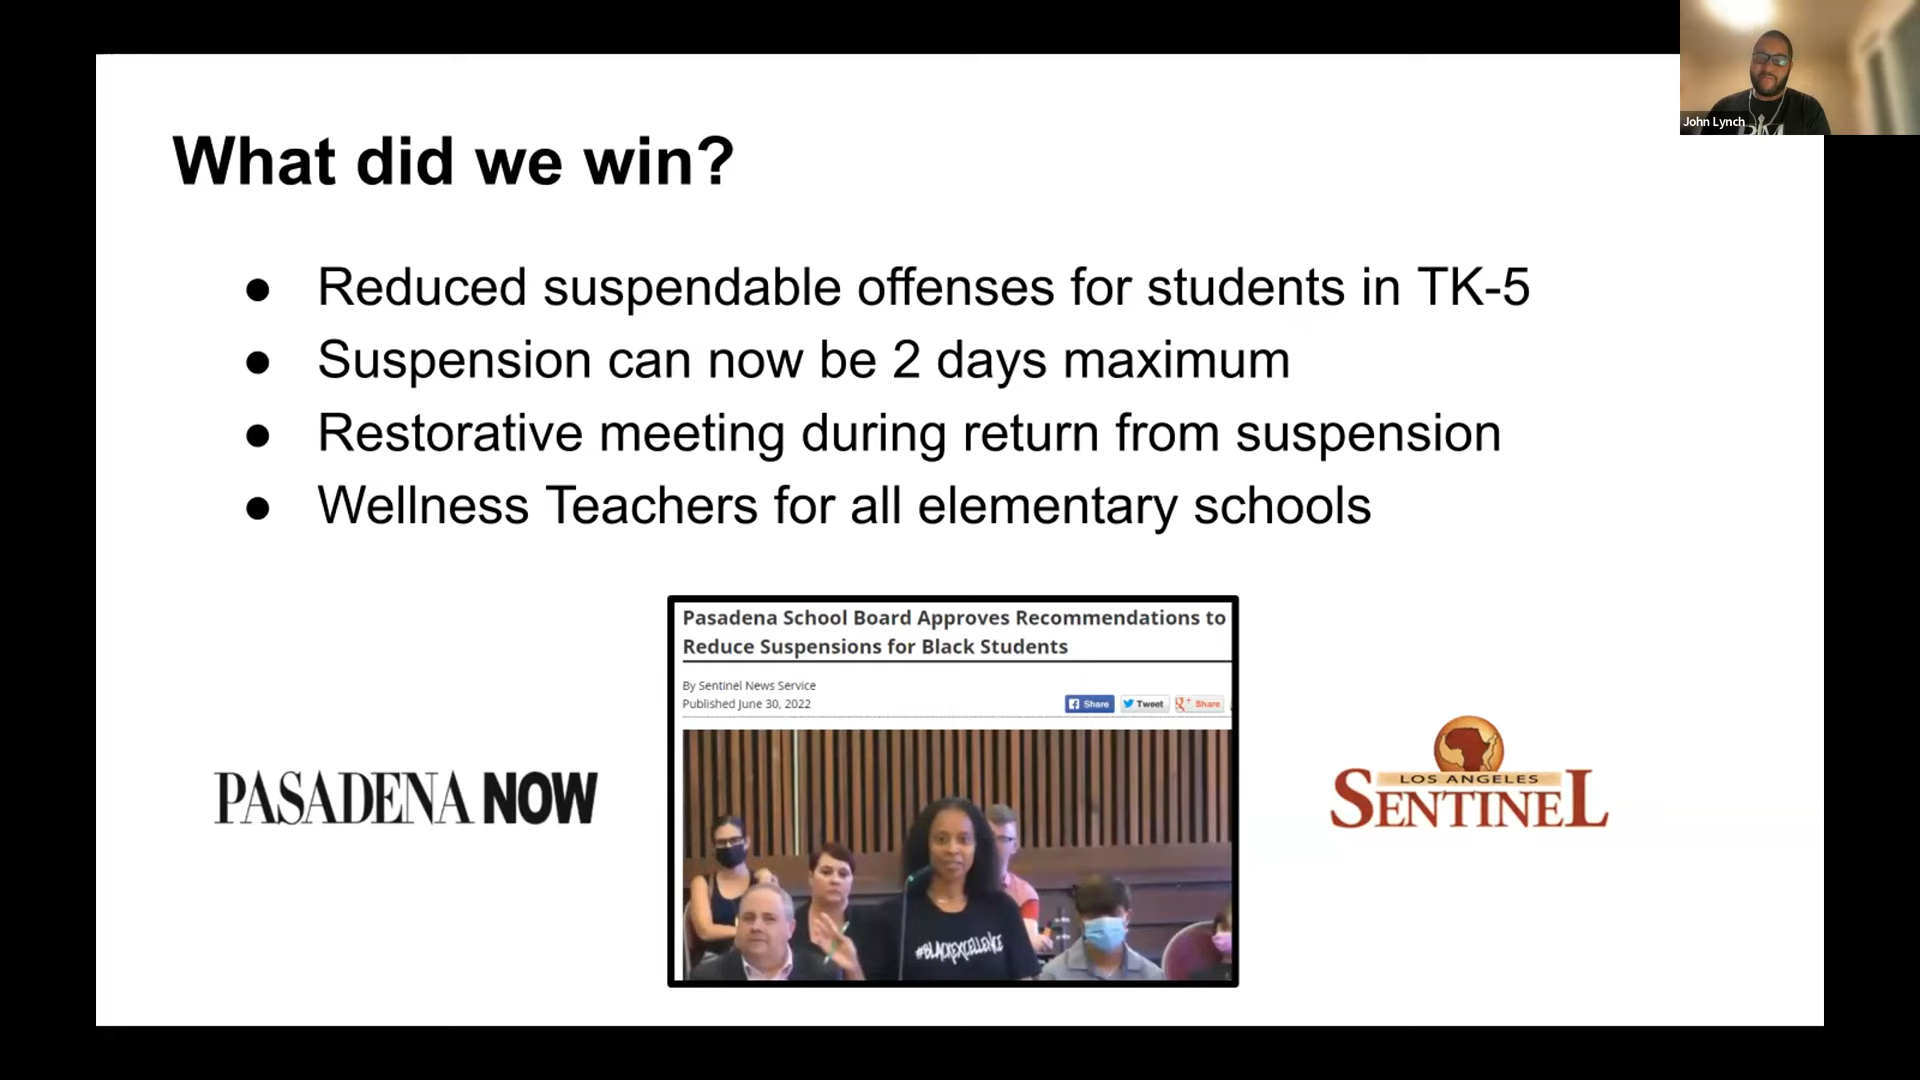 John Lynch
What did we win?
● Reduced suspendable offenses for students in TK-5
● Suspension can now be 2 days maximum
● Restorative meeting during return from suspension
● Wellness Teachers for all elementary schools
Pasadena School Board Approves Recommendations to
Reduce Suspensions for Black Students
By Sentinel News Service
Published June 30, 2022
Share Tweet Share
#BLACKEXCELLENCE
PASADENA NOW
LOS ANGELES
SENTINEL